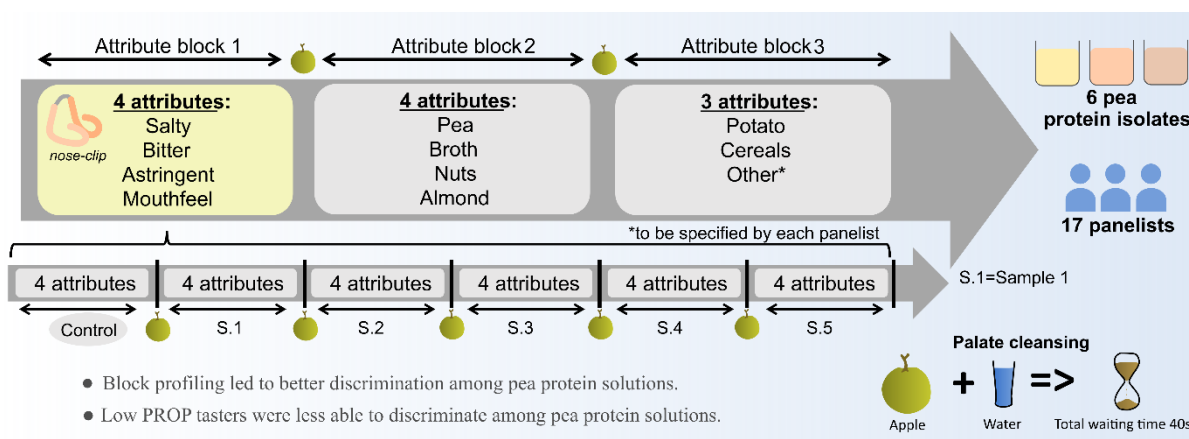 Attribute block 1
Attribute block 2
Attribute block 3
4 attributes:
Salty
Bitter
Astringent
Mouthfeel
nose-clip
4 attributes:
Pea
Broth
Nuts
Almond
3 attributes:
Potato
Cereals
Other*
6 pea
protein isolates
17 panelists
*to be specified by each panelist
4 attributes
4 attributes
4 attributes
4 attributes
4 attributes
4 attributes
S.1=Sample 1
Control
S.1
S.2
S.3
S.4
S.5
Palate cleansing
+
=>
Apple
Water
Total waiting time 40s
● Block profiling led to better discrimination among pea protein solutions.
● Low PROP tasters were less able to discriminate among pea protein solutions.